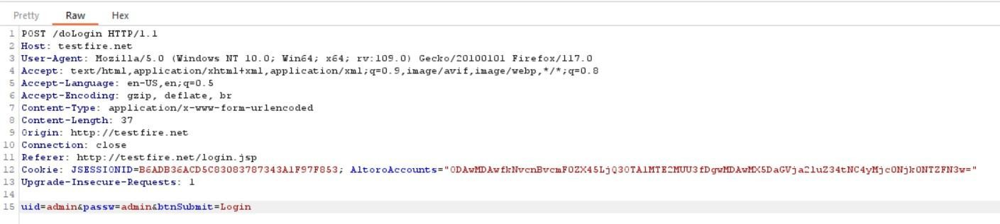 Pretty Raw Hex
1 POST /doLogin HTTP/1.1
2 Host: testfire.net
3 User-Agent: Mozilla/5.0 (Windows NT 10.0; Win64; x64; rv:109.0) Gecko/20100101 Firefox/117.0
4 Accept: text/html,application/xhtml+xml,application/xml;q=0.9,image/avif,image/webp,*/*;q=0.8
5 Accept-Language: en-US,en;q=0.5
6 Accept-Encoding: gzip, deflate, br
7 Content-Type: application/x-www-form-urlencoded
8 Content-Length: 37
9 Origin: http://testfire.net
10 Connection: close
11 Referer: http://testfire.net/login.jsp
12 Cookie: JSESSIONID=B6ADB36ACD5C83083787343A1F97F853; AltoroAccounts="ODAwMDAwfkNvcnBvcmF0ZX45LjQ3OTA1MTE2MUU3fDgwMDAwMX5DaGVja2luZ34tNC4yMjc0Njk0NTZFN3w="
13 Upgrade-Insecure-Requests: 1
14
15 uid=admin&passw=admin&btnSubmit=Login